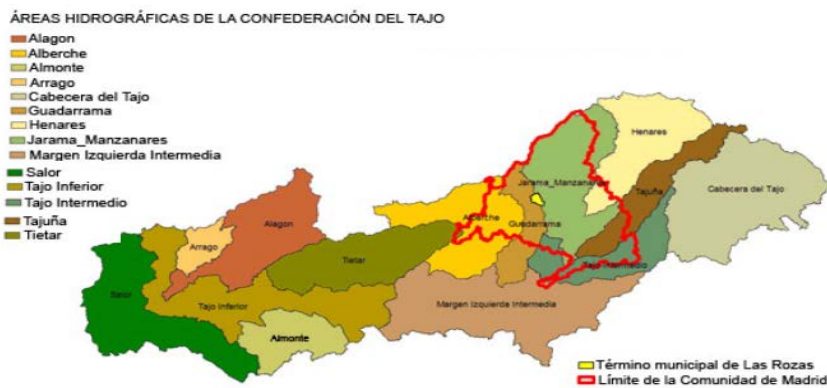 ÁREAS HIDROGRÁFICAS DE LA CONFEDERACIÓN DEL TAJO
Alagon
Alberche
Almonte
Arrago
Cabecera del Tajo
Guadarrama
Henares
Jarama_Manzanares
Margen Izquierda Intermedia
Salor
Tajo Inferior
Tajo Intermedio
Tajuña
Tietar
Henares
Jarama_Manzanares
Tajuña
Cabecera del Tajo
Alagon
Alberche
Guadarrama
Arrago
Tietar
Tajo Intermedio
Salor
Tajo Inferior
Margen Izquierda Intermedia
Almonte
Término municipal de Las Rozas
Límite de la Comunidad de Madrid